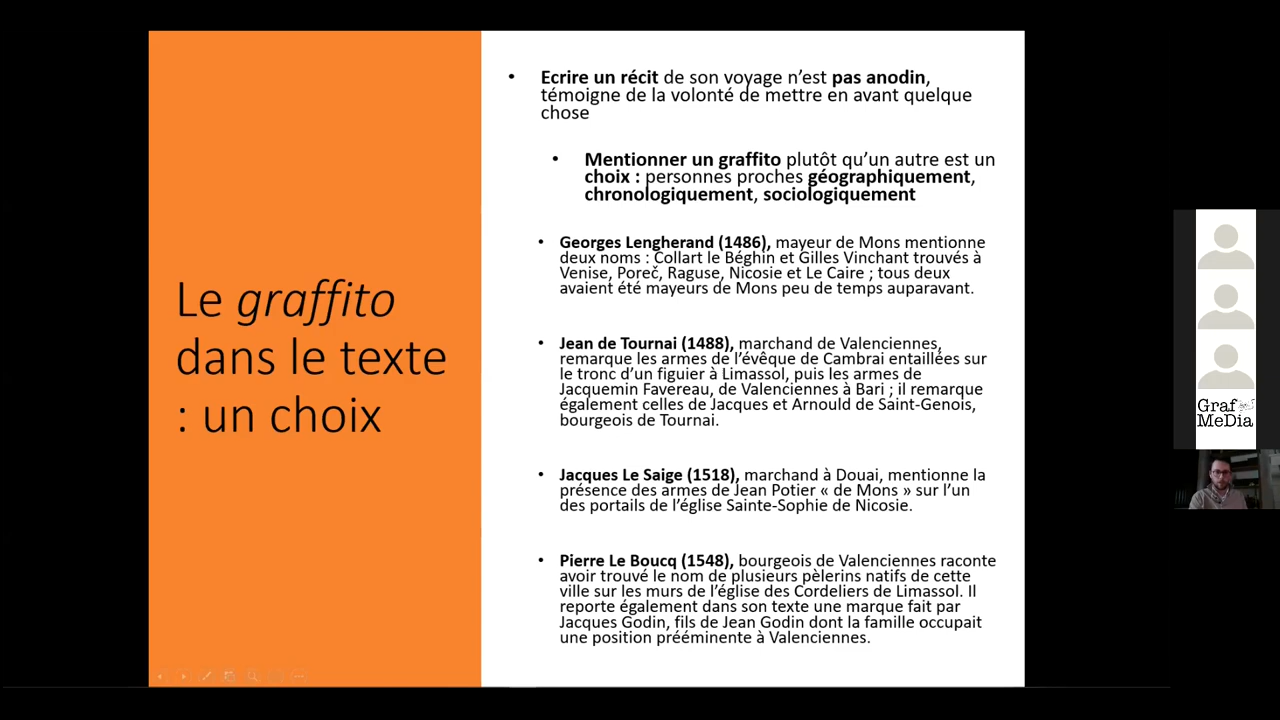 Le graffito
dans le texte
: un choix
• Ecrire un récit de son voyage n’est pas anodin,
témoigne de la volonté de mettre en avant quelque
chose
• Mentionner un graffito plutôt qu’un autre est un
choix : personnes proches géographiquement,
chronologiquement, sociologiquement
• Georges Lengherand (1486), mayeur de Mons mentionne
deux noms : Collart le Béghin et Gilles Vinchant trouvés à
Venise, Poreč, Raguse, Nicosie et Le Caire ; tous deux
avaient été mayeurs de Mons peu de temps auparavant.
• Jean de Tournai (1488), marchand de Valenciennes,
remarque les armes de l’évêque de Cambrai entaillées sur
le tronc d’un figuier à Limassol, puis les armes de
Jacquemin Favereau, de Valenciennes à Bari ; il remarque
également celles de Jacques et Arnould de Saint-Genois,
bourgeois de Tournai.
• Jacques Le Saige (1518), marchand à Douai, mentionne la
présence des armes de Jean Potier « de Mons » sur l’un
des portails de l’église Sainte-Sophie de Nicosie.
• Pierre Le Boucq (1548), bourgeois de Valenciennes raconte
avoir trouvé le nom de plusieurs pèlerins natifs de cette
ville sur les murs de l’église des Cordeliers de Limassol. Il
reporte également dans son texte une marque fait par
Jacques Godin, fils de Jean Godin dont la famille occupait
une position prééminente à Valenciennes.
Graf
MeDia